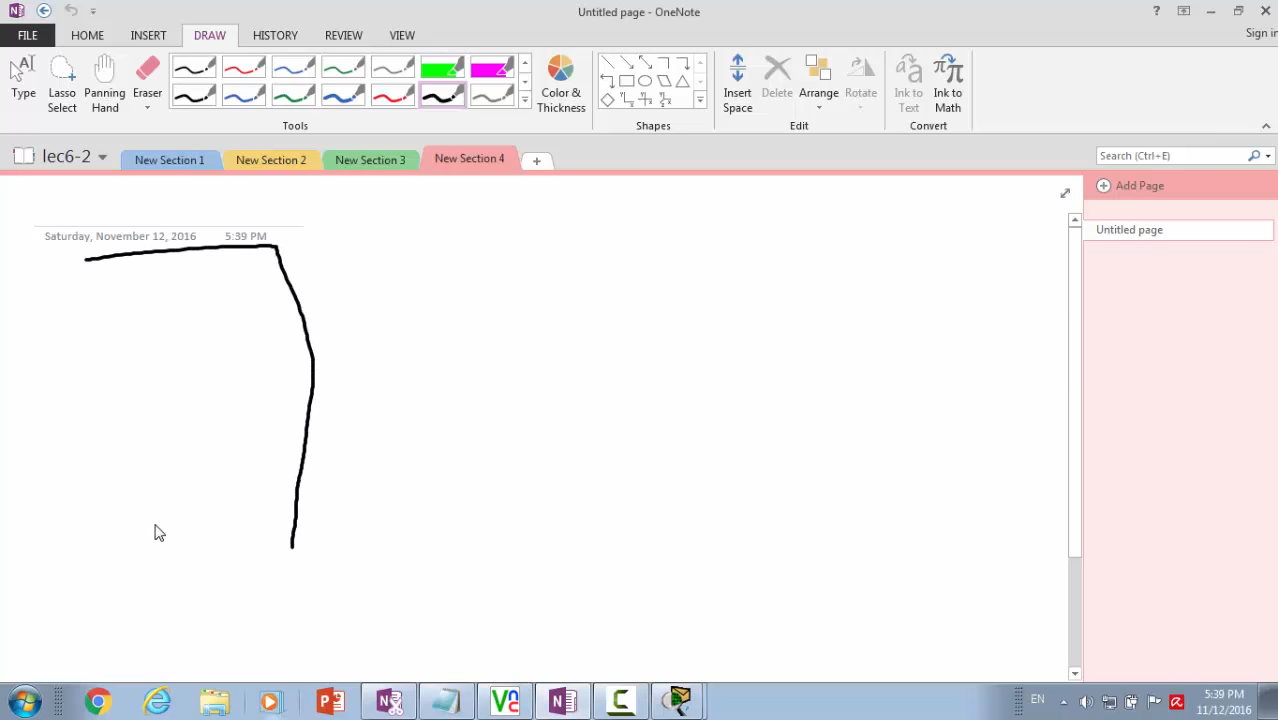 Untitled page - OneNote
?
FILE HOME INSERT DRAW HISTORY REVIEW VIEW
Type Lasso Select Panning Hand Eraser Color & Thickness Insert Space Delete Arrange Rotate Ink to Text Ink to Math
Tools Shapes Edit Convert
Sign in
lec6-2 New Section 1 New Section 2 New Section 3 New Section 4 +
Search (Ctrl+E)
Add Page
Untitled page
Saturday, November 12, 2016 5:39 PM
EN
5:39 PM
11/12/2016